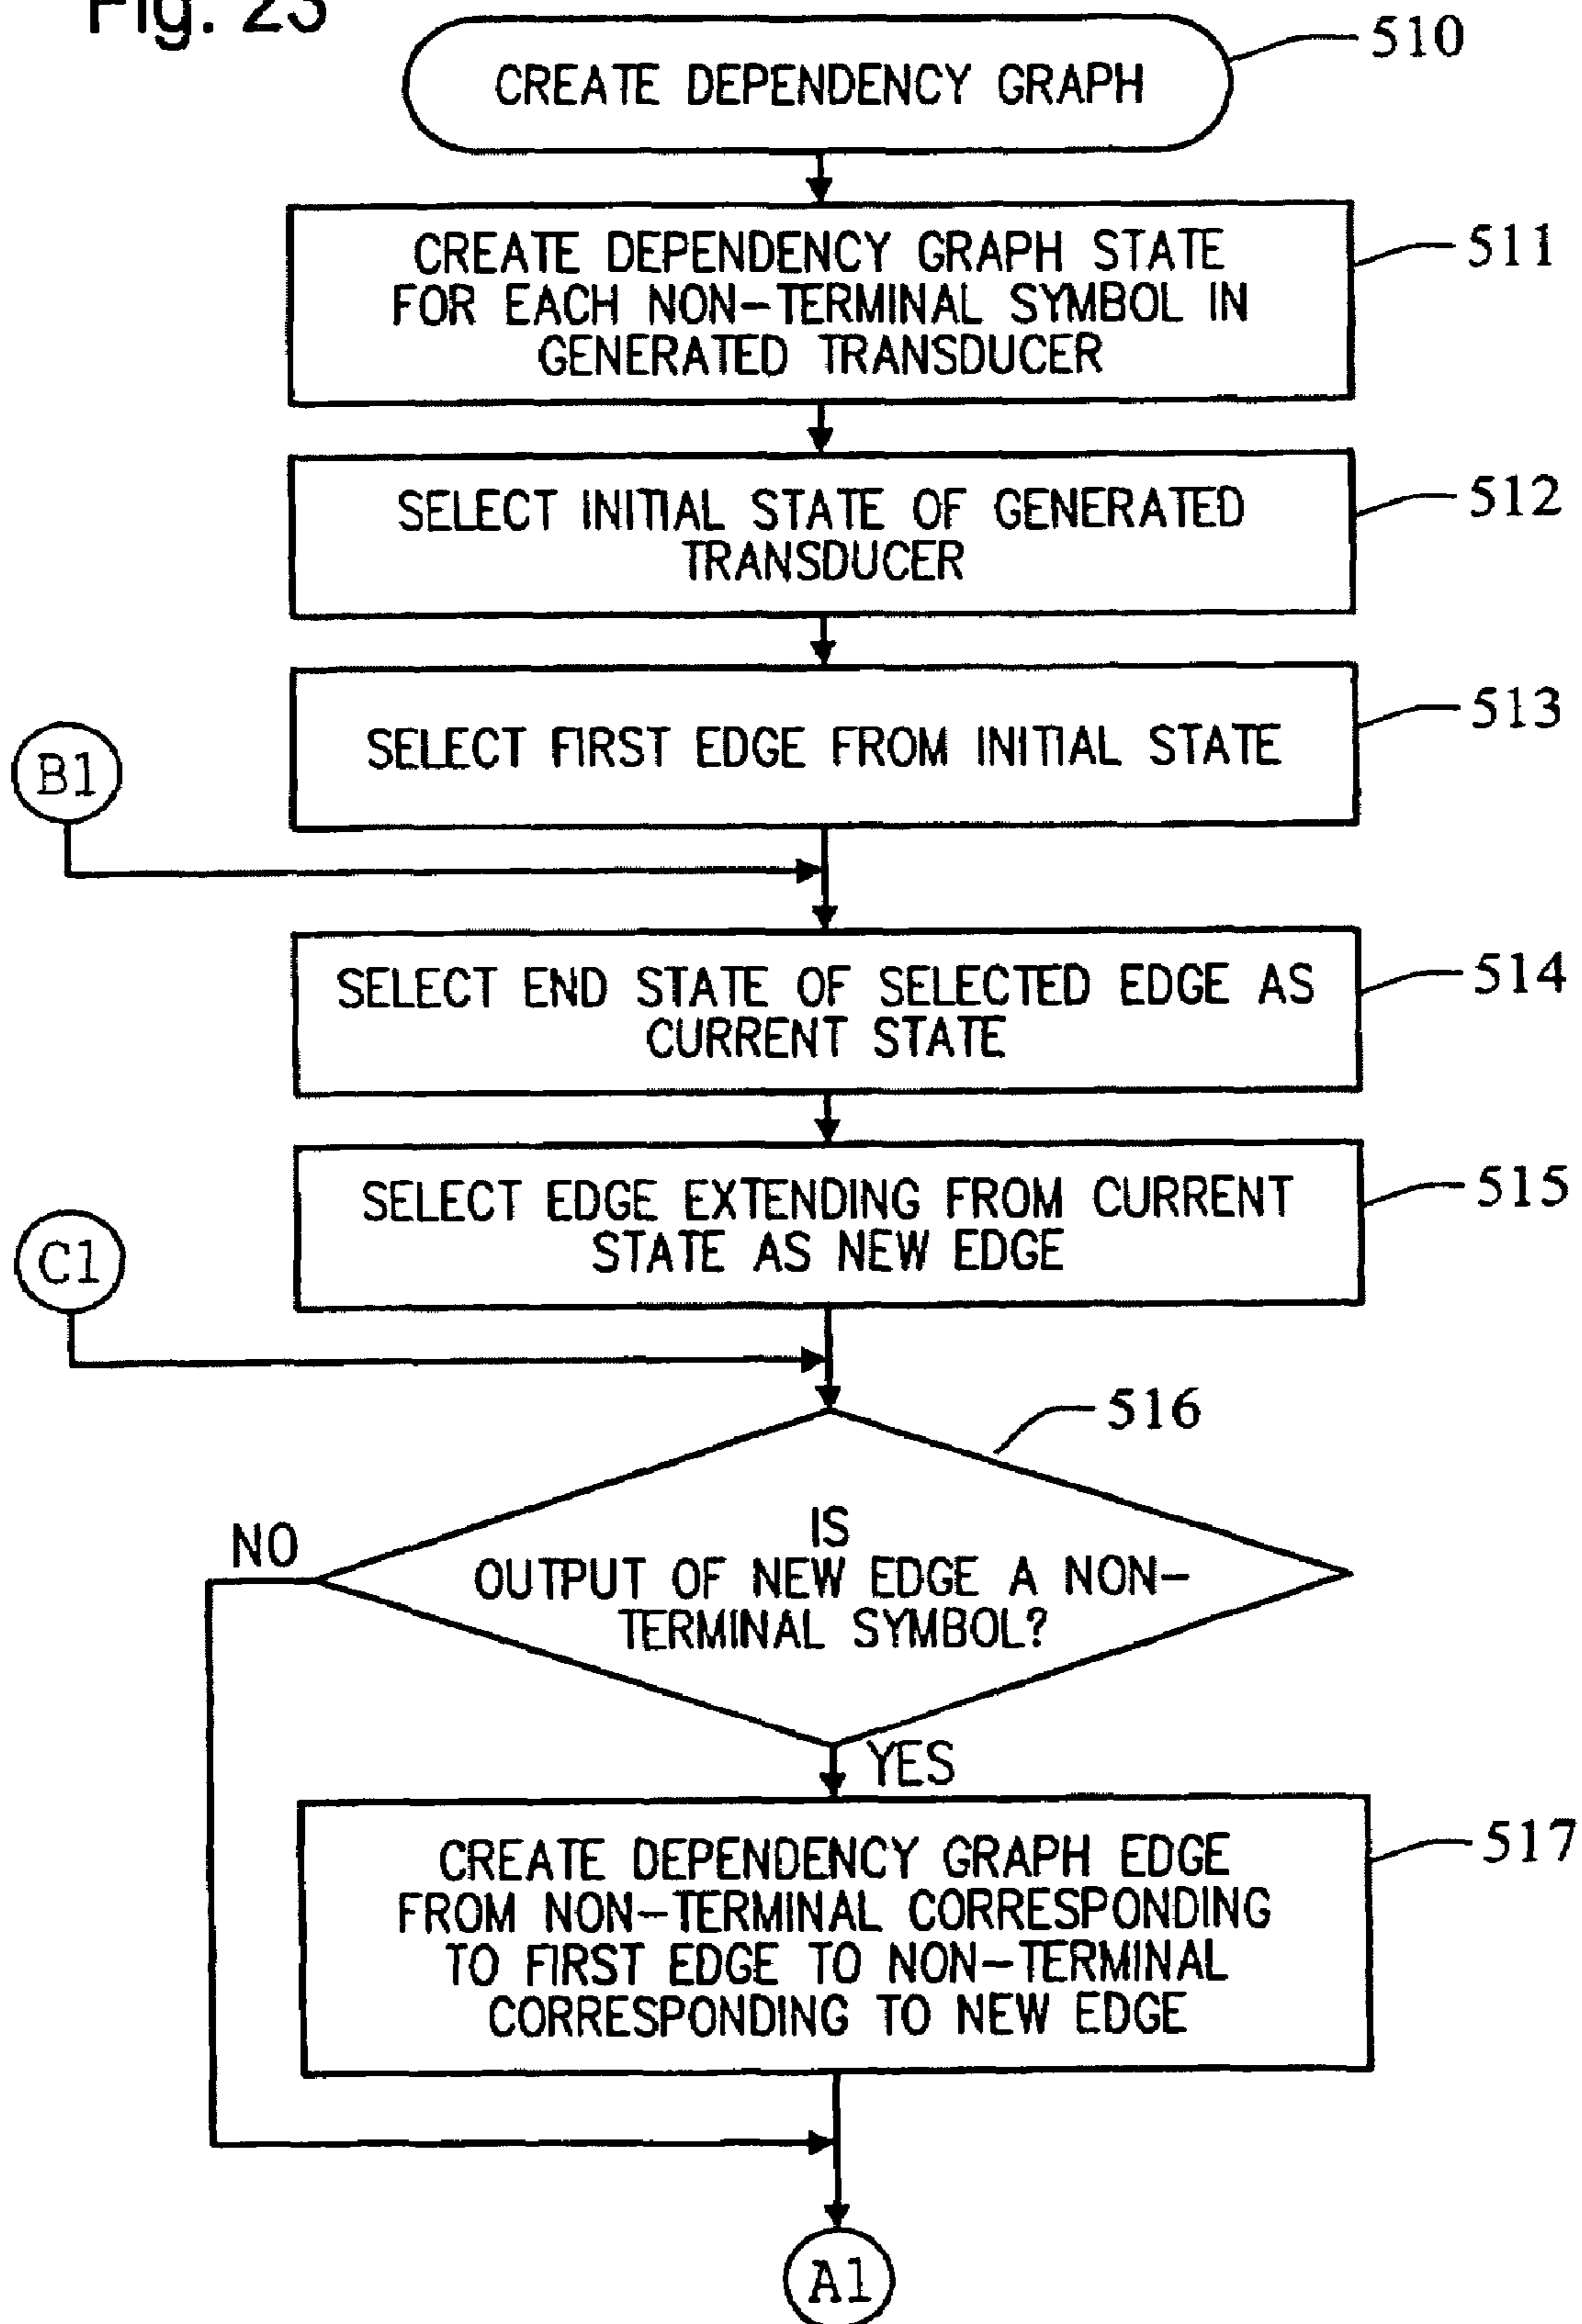 Fig. 23
510
CREATE DEPENDENCY GRAPH
511
CREATE DEPENDENCY GRAPH STATE
FOR EACH NON-TERMINAL SYMBOL IN
GENERATED TRANSDUCER
512
SELECT INITIAL STATE OF GENERATED
TRANSDUCER
513
SELECT FIRST EDGE FROM INITIAL STATE
B1
514
SELECT END STATE OF SELECTED EDGE AS
CURRENT STATE
515
SELECT EDGE EXTENDING FROM CURRENT
STATE AS NEW EDGE
C1
516
NO
IS
OUTPUT OF NEW EDGE A NON-
TERMINAL SYMBOL?
YES
517
CREATE DEPENDENCY GRAPH EDGE
FROM NON-TERMINAL CORRESPONDING
TO FIRST EDGE TO NON-TERMINAL
CORRESPONDING TO NEW EDGE
A1